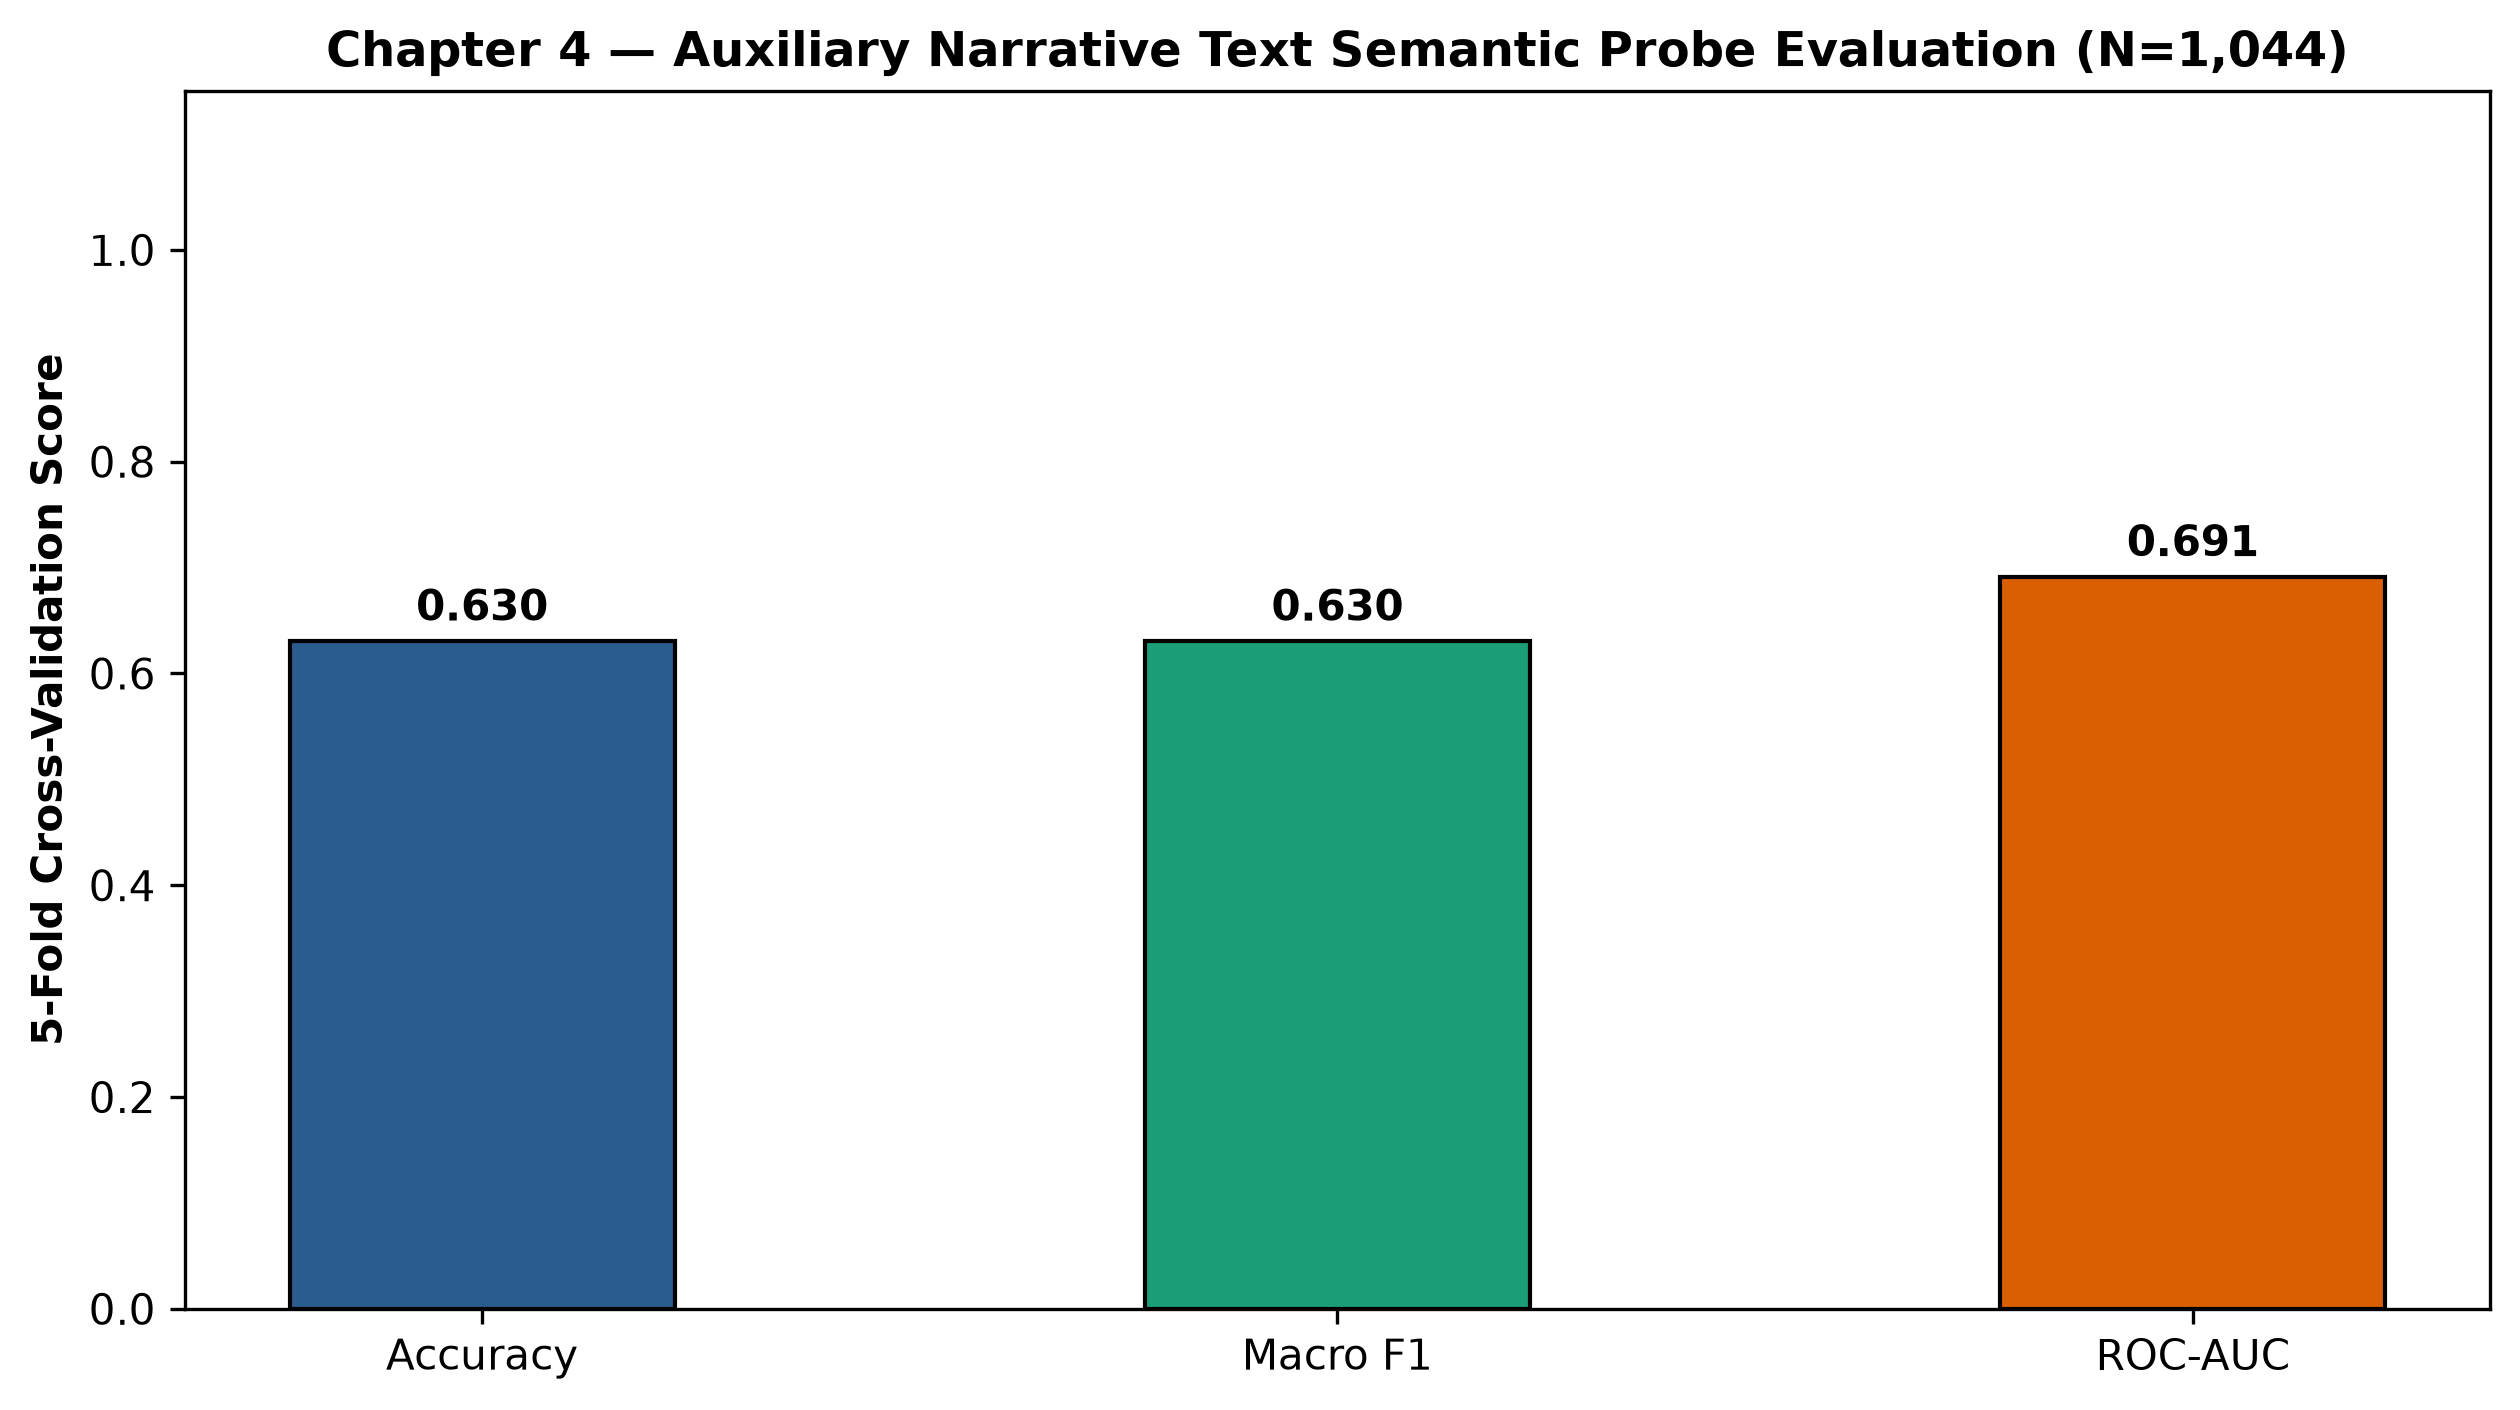 Chapter 4 — Auxiliary Narrative Text Semantic Probe Evaluation (N=1,044)
5-Fold Cross-Validation Score
1.0
0.8
0.6
0.4
0.2
0.0
0.630
0.630
0.691
Accuracy
Macro F1
ROC-AUC